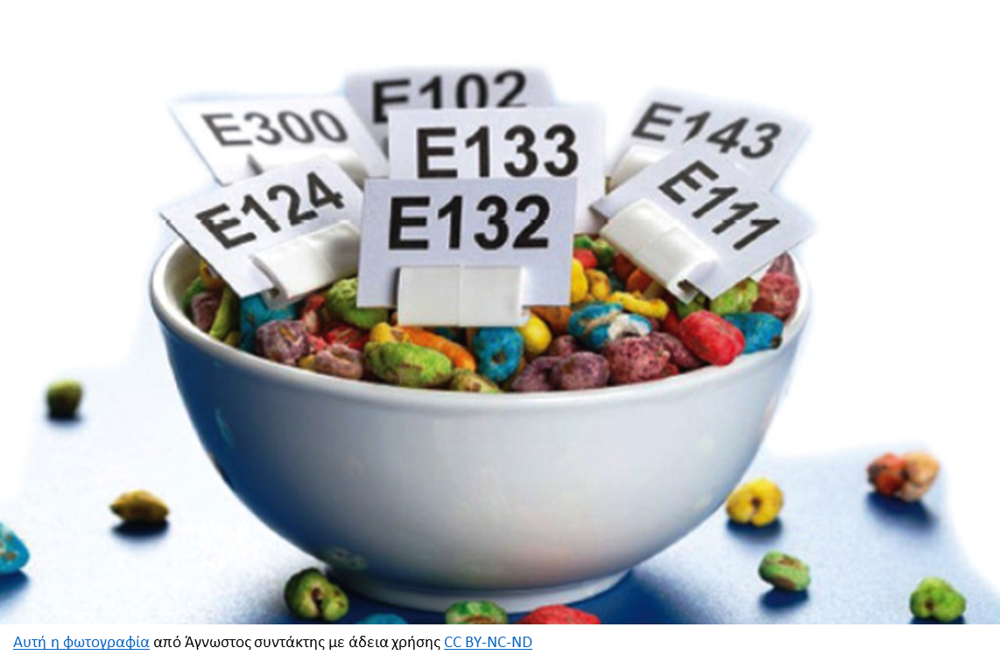 E102
E300
E143
E133
E124
E111
E132
Αυτή η φωτογραφία από Άγνωστος συντάκτης με άδεια χρήσης CC BY-NC-ND